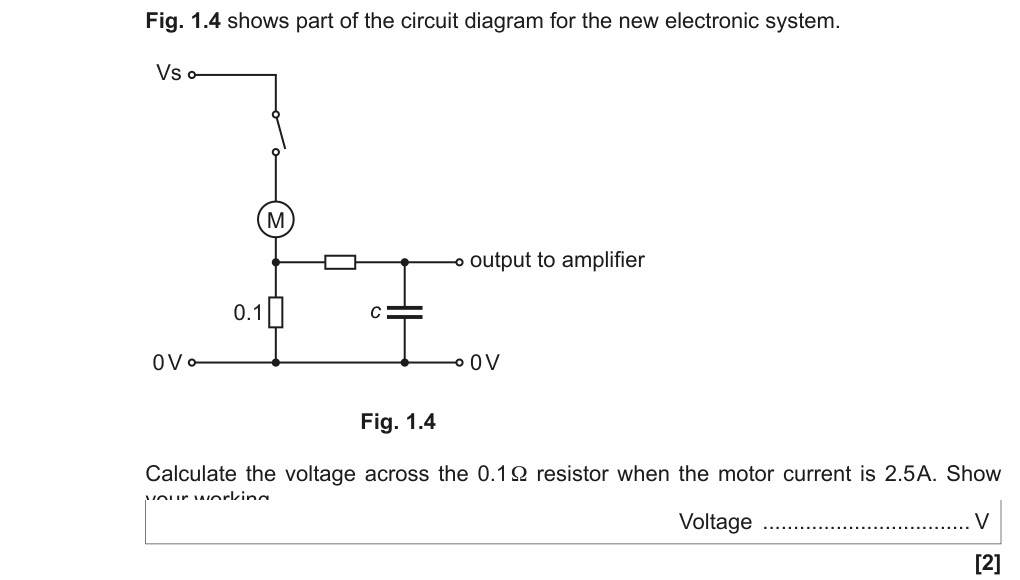 Fig. 1.4 shows part of the circuit diagram for the new electronic system.
Vs
M
output to amplifier
0.1
c
0V
0V
Fig. 1.4
Calculate the voltage across the 0.1Ω resistor when the motor current is 2.5A. Show
your working
Voltage .................................. V
[2]